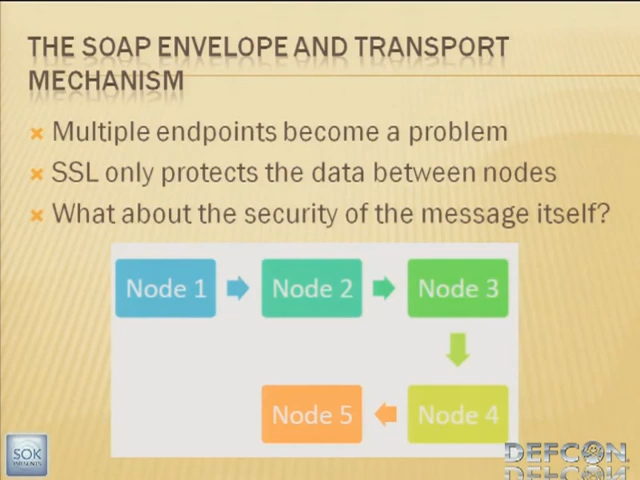 THE SOAP ENVELOPE AND TRANSPORT
MECHANISM
Multiple endpoints become a problem
SSL only protects the data between nodes
What about the security of the message itself?
Node 1
Node 2
Node 3
Node 5
Node 4
SOK
PRESENTS
DEFCON